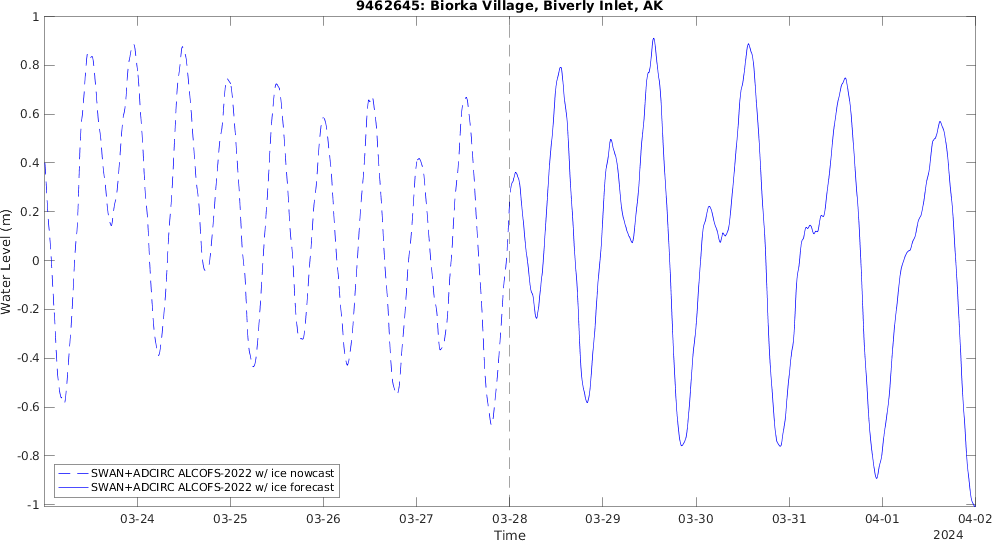 9462645: Biorka Village, Biverly Inlet, AK
1
0.8
0.6
0.4
0.2
0
-0.2
-0.4
-0.6
-0.8
-1
Water Level (m)
SWAN+ADCIRC ALCOFS-2022 w/ ice nowcast
SWAN+ADCIRC ALCOFS-2022 w/ ice forecast
03-24 03-25 03-26 03-27 03-28 03-29 03-30 03-31 04-01 04-02
Time
2024